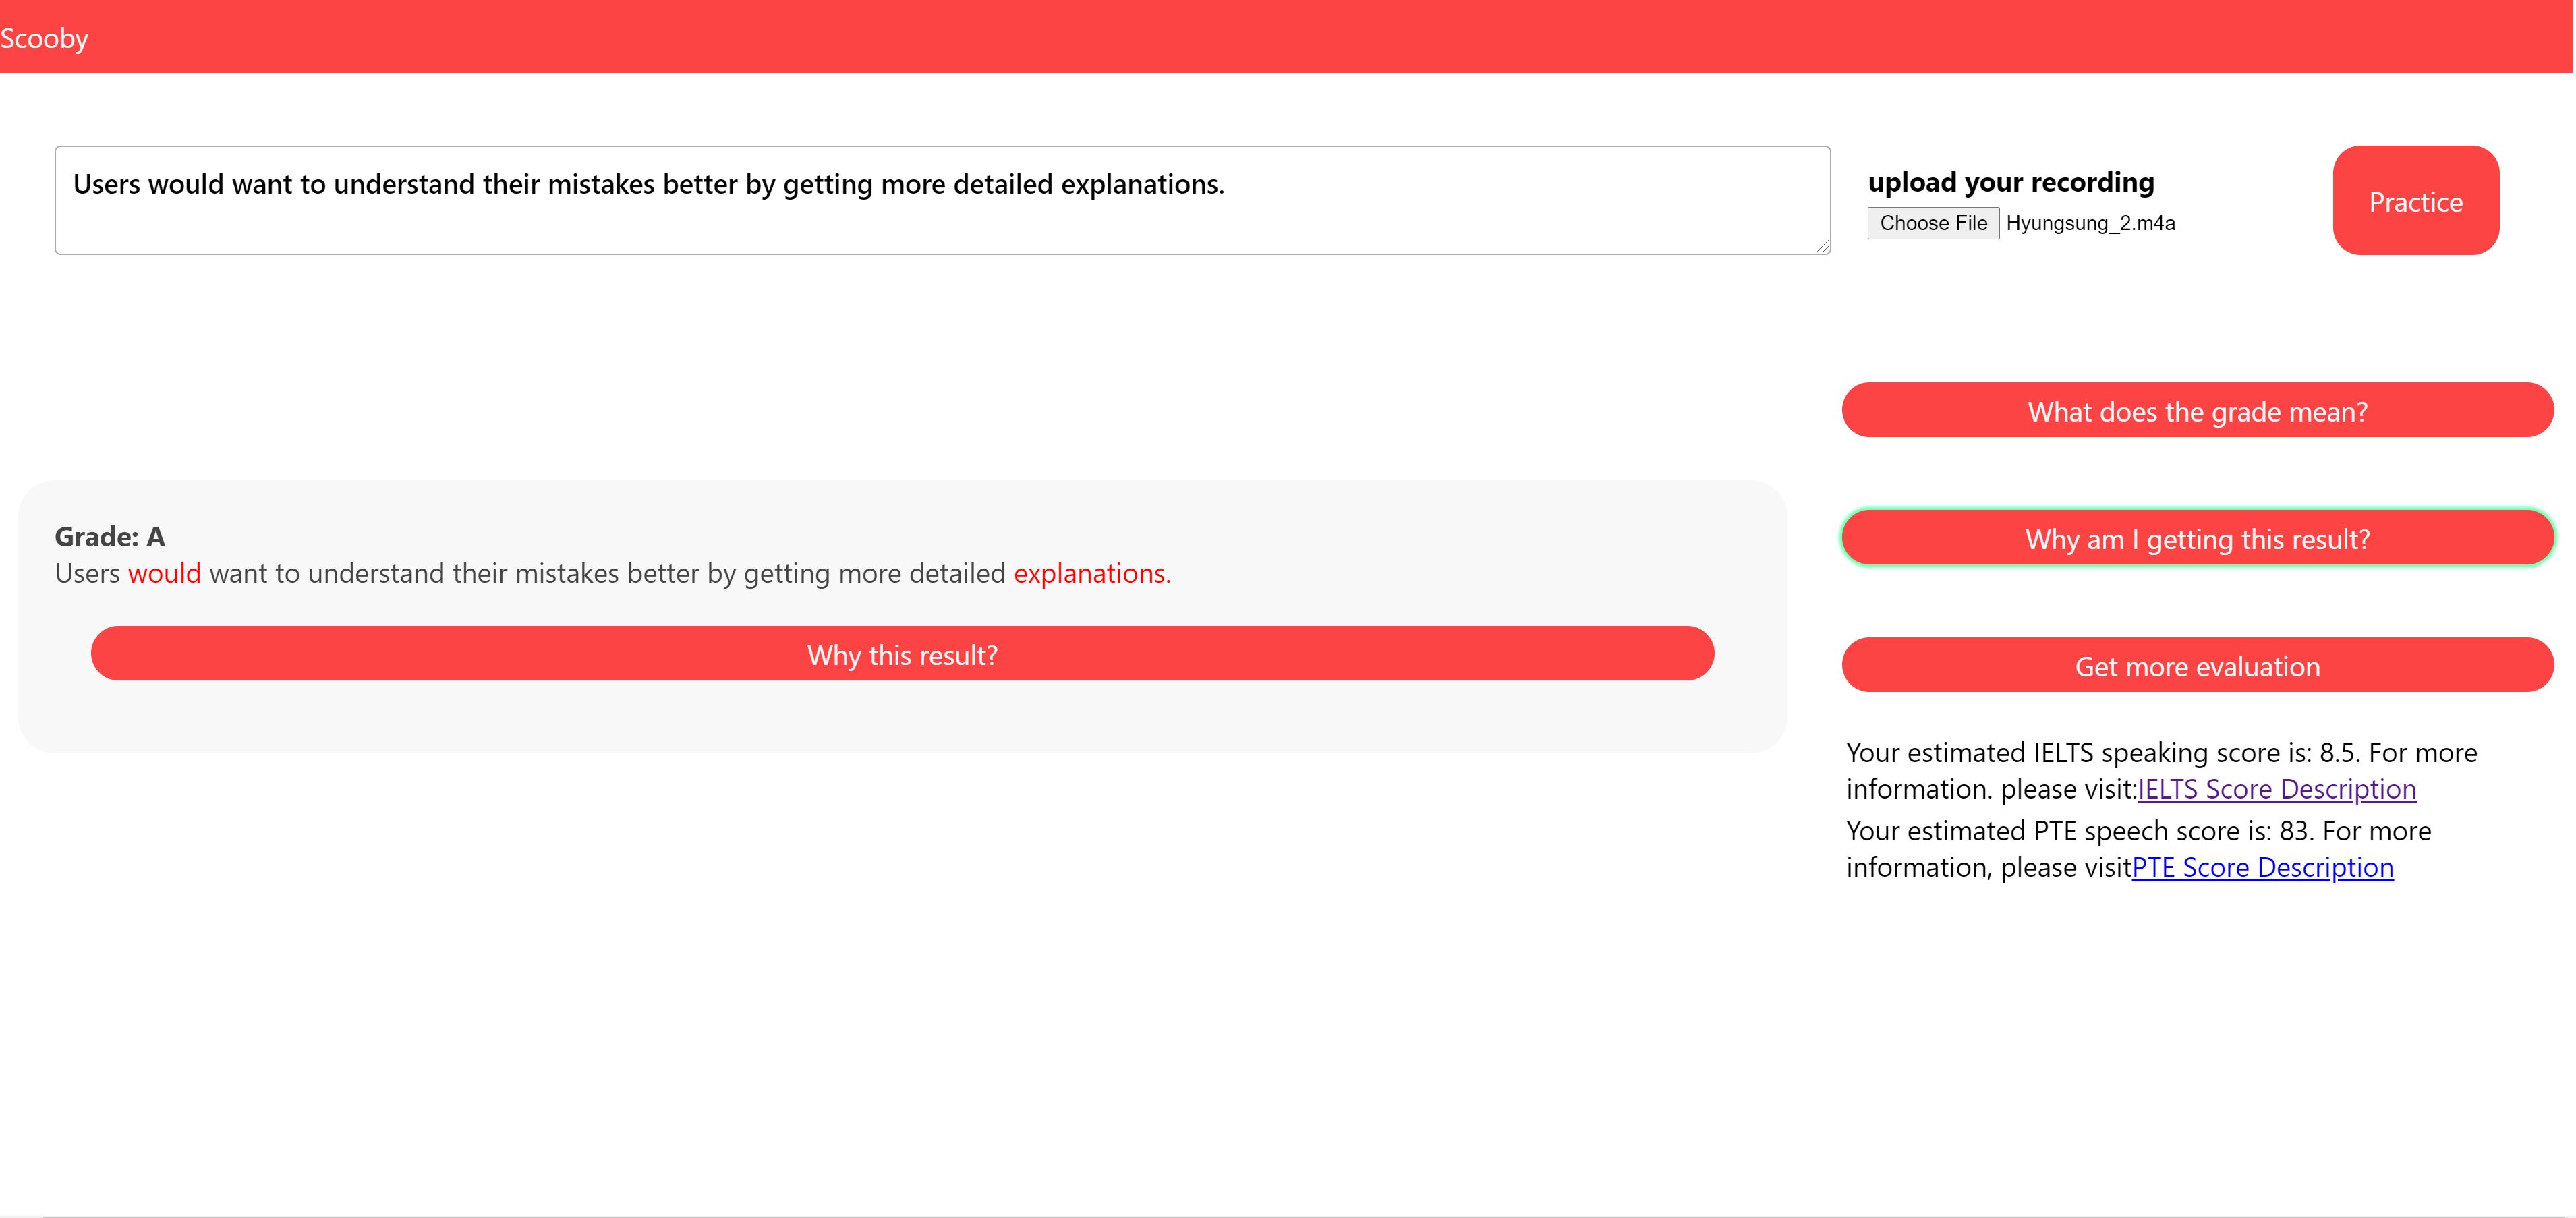 Scooby
Users would want to understand their mistakes better by getting more detailed explanations.
upload your recording
Choose File Hyungsung_2.m4a
Practice
What does the grade mean?
Grade: A
Users would want to understand their mistakes better by getting more detailed explanations.
Why this result?
Why am I getting this result?
Get more evaluation
Your estimated IELTS speaking score is: 8.5. For more
information. please visit:IELTS Score Description
Your estimated PTE speech score is: 83. For more
information, please visitPTE Score Description